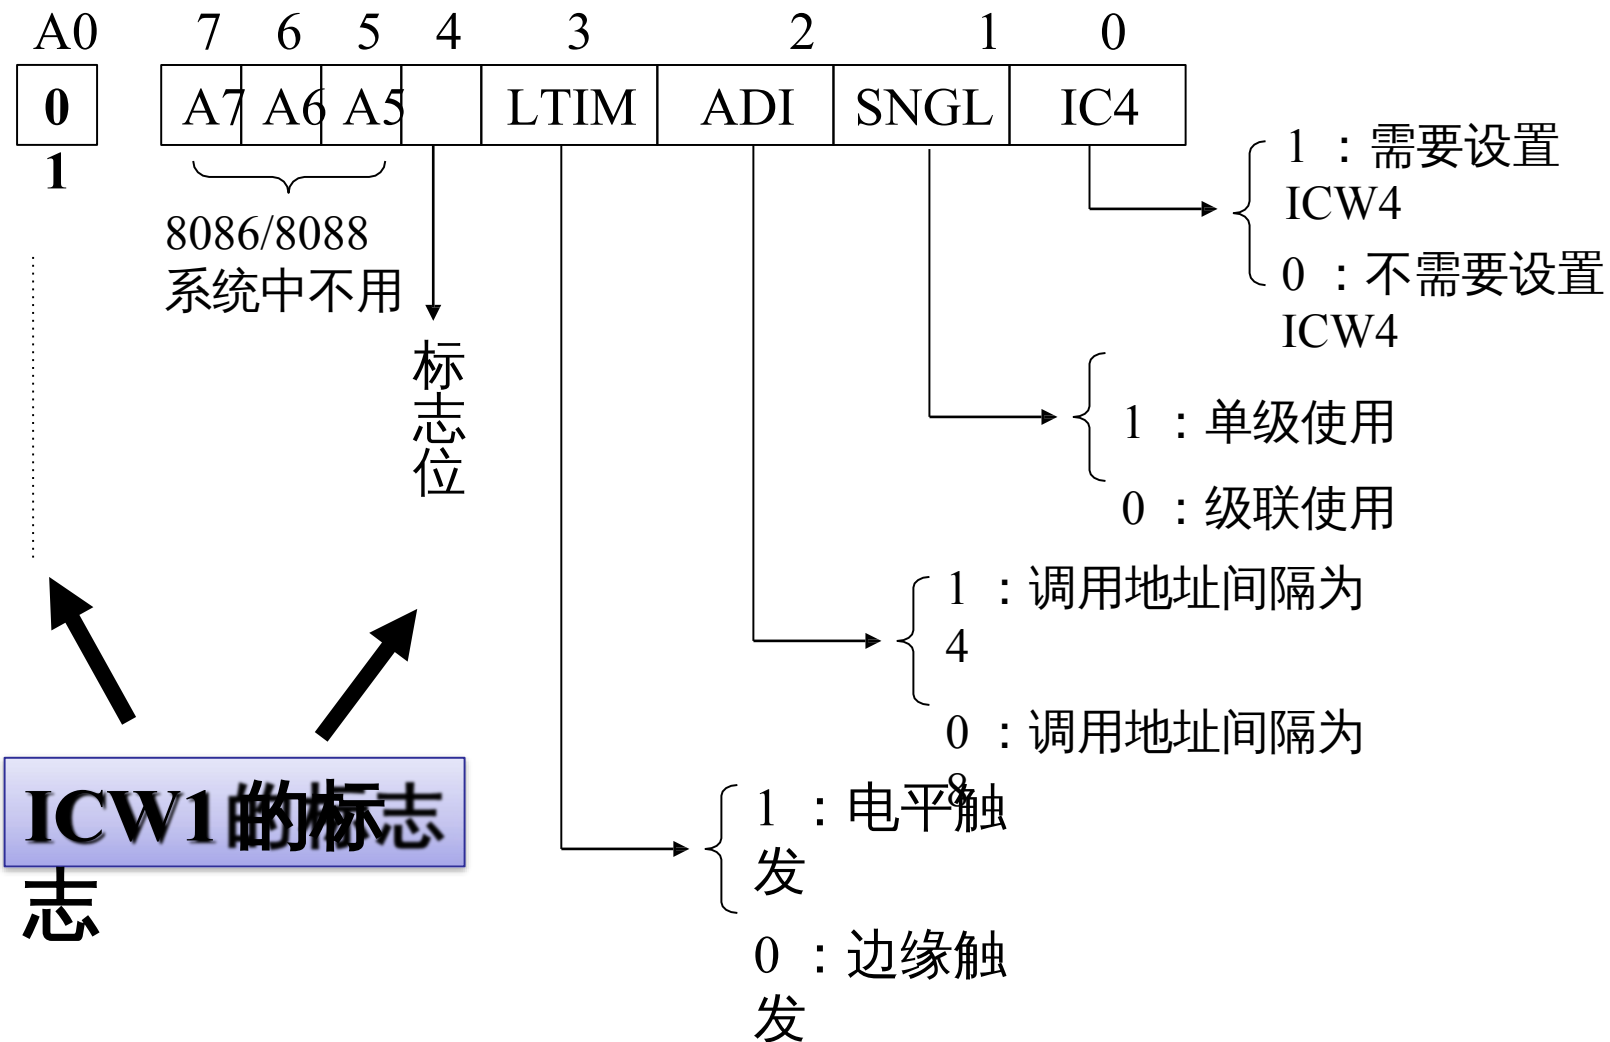 A0 7 6 5 4 3 2 1 0
0 A7 A6 A5 LTIM ADI SNGL IC4
1
8086/8088
系统中不用
标
志
位
1 ：需要设置
ICW4
0 ：不需要设置
ICW4
1 ：单级使用
0 ：级联使用
1 ：调用地址间隔为
4
0 ：调用地址间隔为
8
1 ：电平触
发
0 ：边缘触
发
ICW1 的标
志